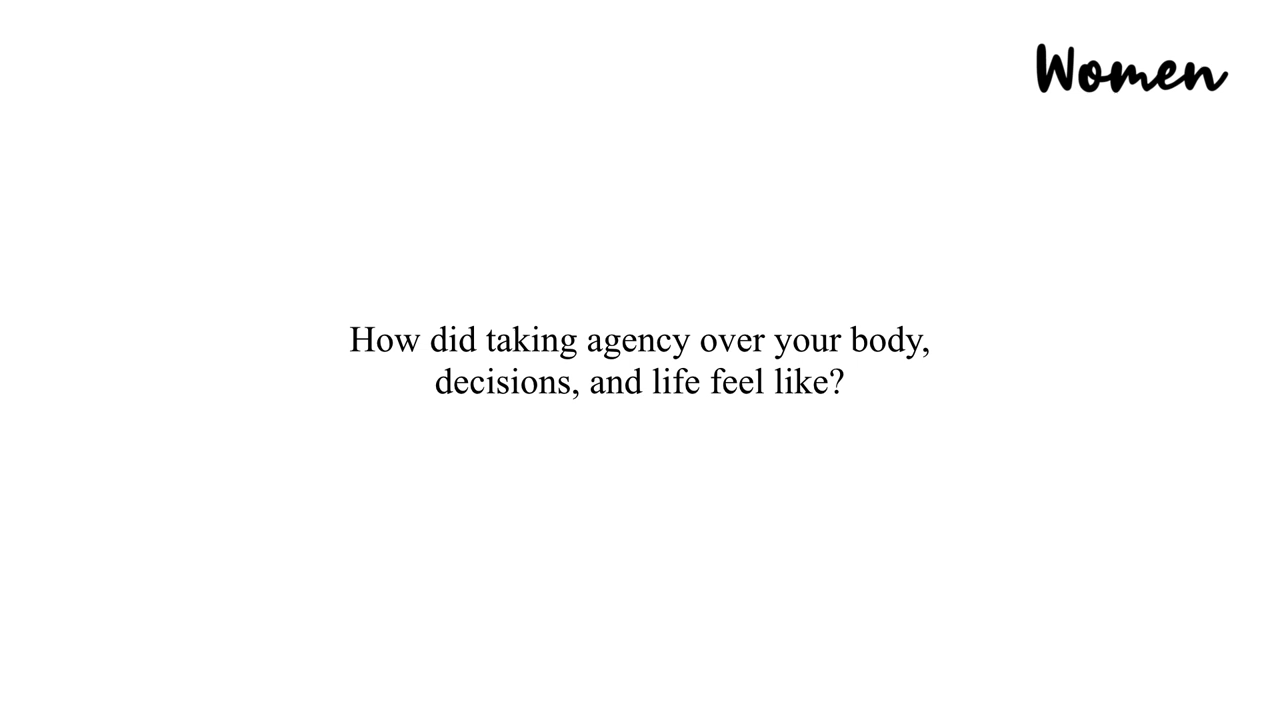 Women
How did taking agency over your body,
decisions, and life feel like?